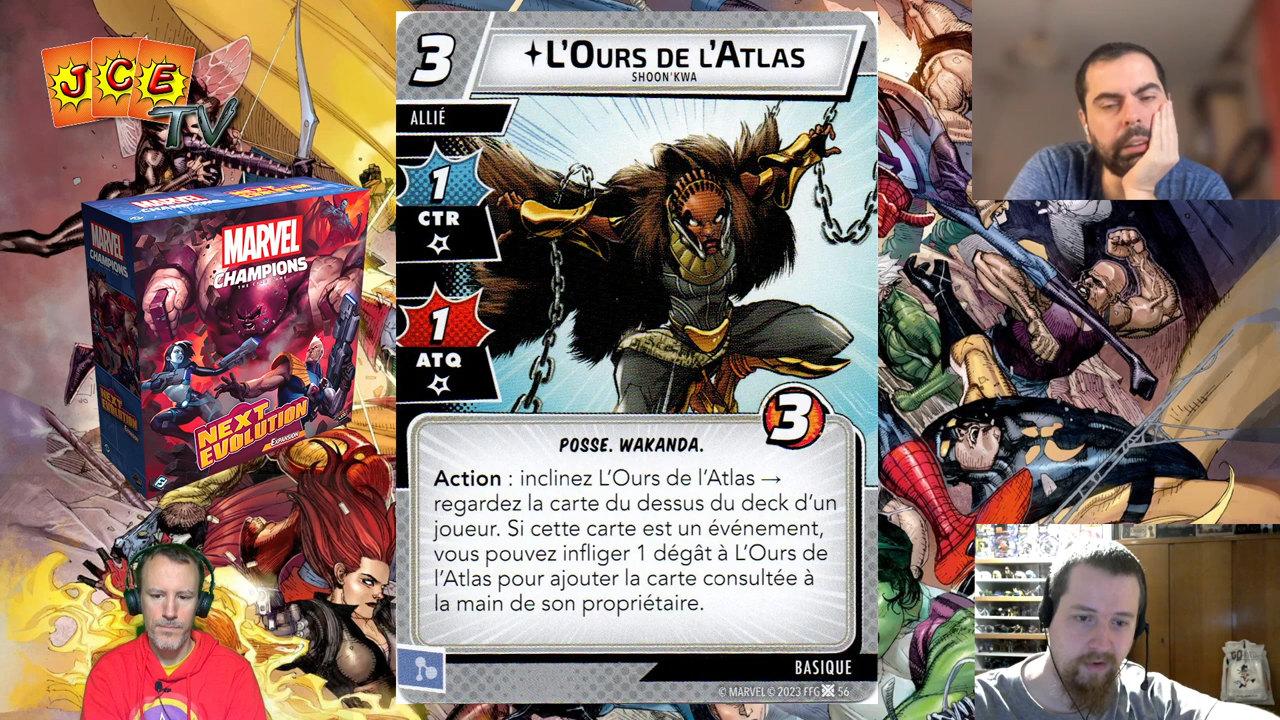 JCE
TV
MARVEL
CHAMPIONS
MARVEL
CHAMPIONS
NEXT
EVOLUTION
EXPANSION
3
L'OURS DE L'ATLAS
SHOON'KWA
ALLIÉ
1
CTR
1
ATQ
3
POSSE. WAKANDA.
Action : inclinez L'Ours de l'Atlas →
regardez la carte du dessus du deck d'un
joueur. Si cette carte est un événement,
vous pouvez infliger 1 dégât à L'Ours de
l'Atlas pour ajouter la carte consultée à
la main de son propriétaire.
BASIQUE
© MARVEL © 2023 FFG 56